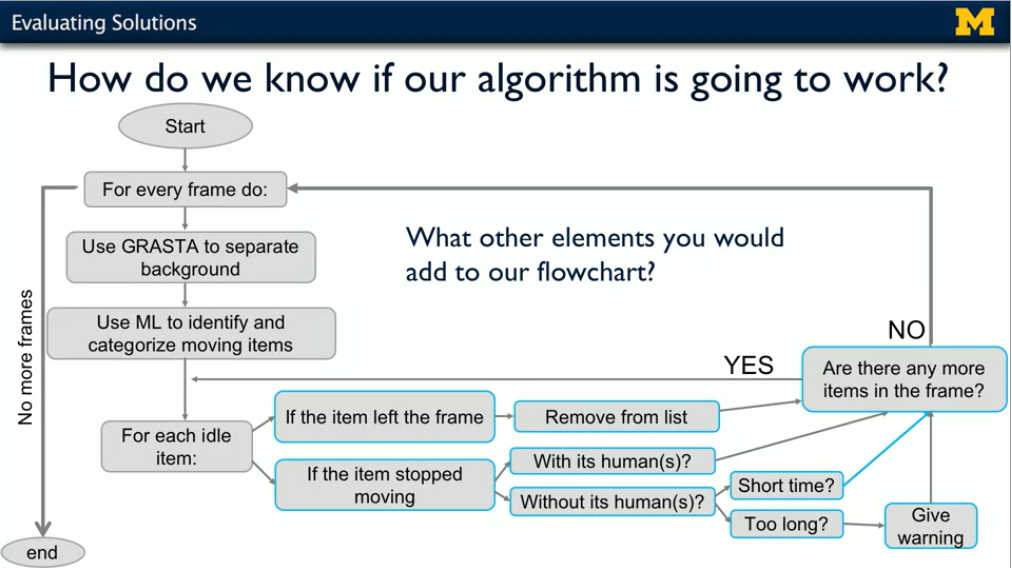 Evaluating Solutions
M
How do we know if our algorithm is going to work?
Start
For every frame do:
Use GRASTA to separate
background
What other elements you would
add to our flowchart?
Use ML to identify and
categorize moving items
No more frames
NO
YES
Are there any more
items in the frame?
For each idle
item:
If the item left the frame
Remove from list
If the item stopped
moving
With its human(s)?
Without its human(s)?
Short time?
Too long?
Give
warning
end